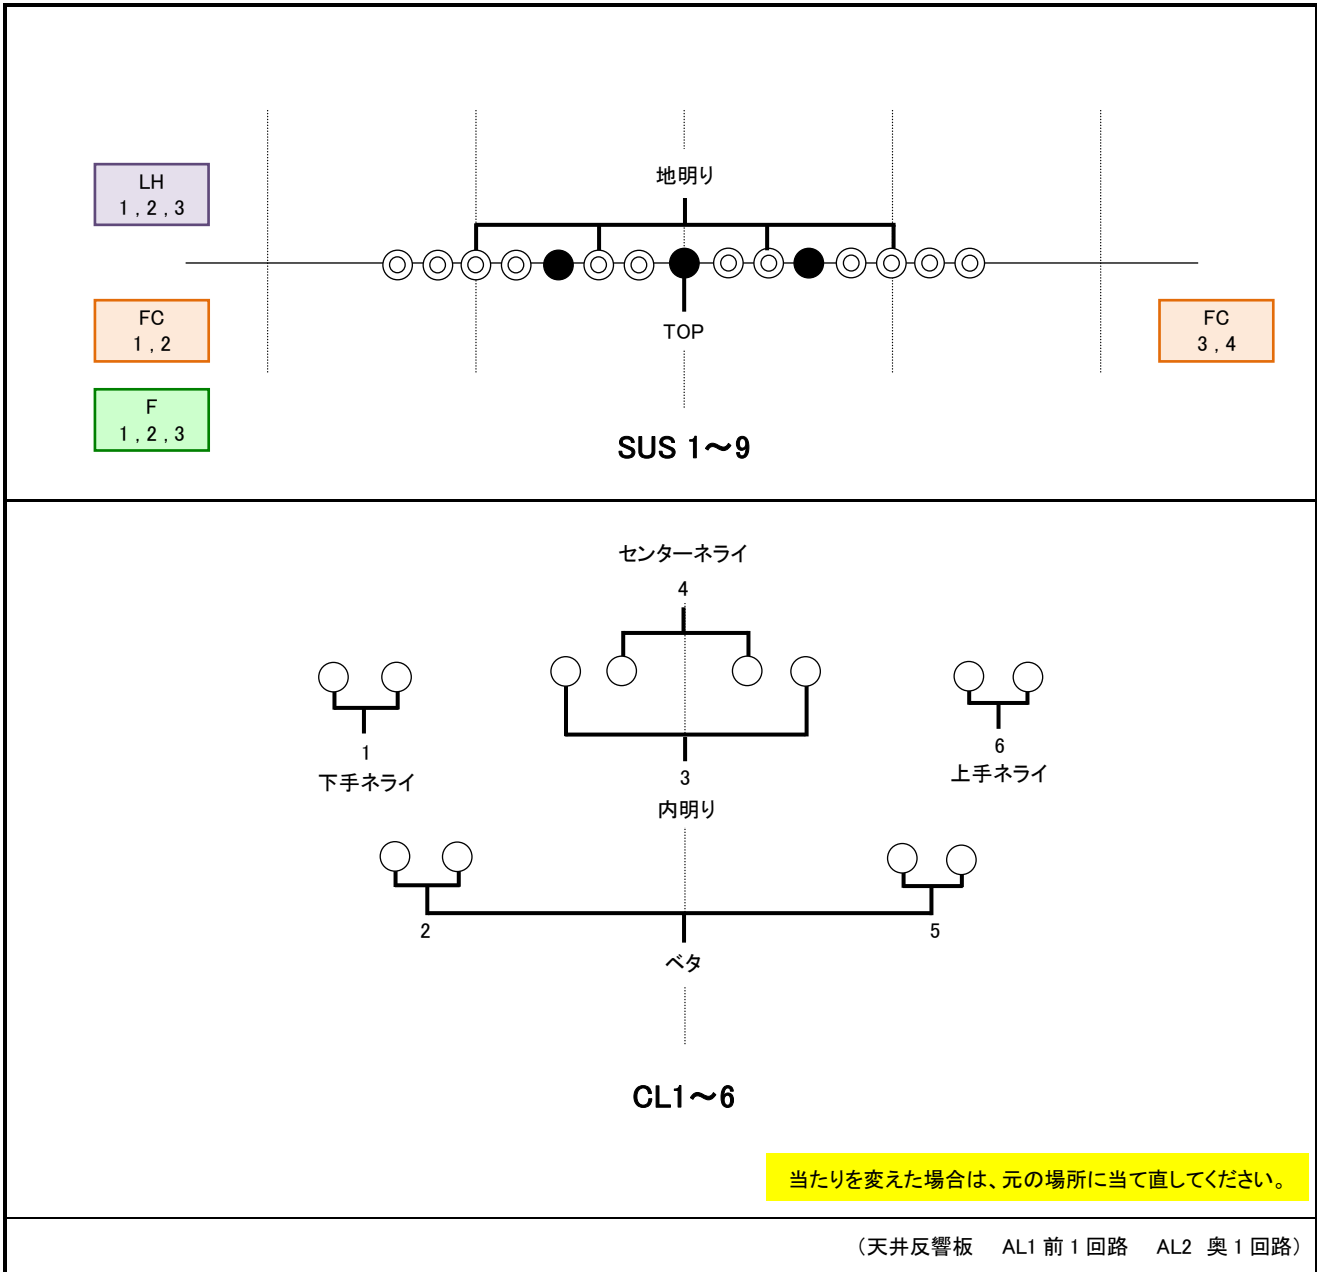 地明り
LH
1 , 2 , 3
FC
1 , 2
FC
3 , 4
TOP
F
1 , 2 , 3
SUS 1～9
センターネライ
4
1
下手ネライ
3
内明り
6
上手ネライ
2
5
ベタ
CL1～6
当たりを変えた場合は、元の場所に当て直してください。
（天井反響板 AL1 前 1 回路 AL2 奥 1 回路）